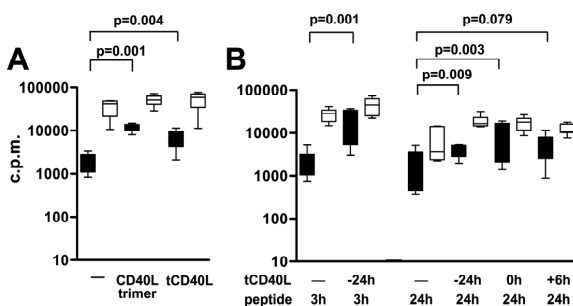 p=0.004
p=0.001
A
c.p.m.
100000
10000
1000
10
— CD40L tCD40L
trimer
p=0.001
p=0.079
p=0.003
p=0.009
B
100000
10000
1000
100
10
tCD40L — -24h — -24h 0h +6h
peptide 3h 3h 24h 24h 24h 24h